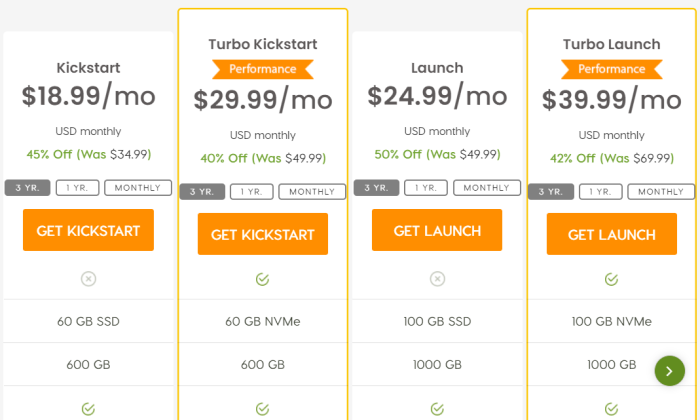 Kickstart
$18.99/mo
USD monthly
45% Off (Was $34.99)
3 YR. 1 YR. MONTHLY
GET KICKSTART
60 GB SSD
600 GB
Turbo Kickstart
Performance
$29.99/mo
USD monthly
40% Off (Was $49.99)
3 YR. 1 YR. MONTHLY
GET KICKSTART
60 GB NVMe
600 GB
Launch
$24.99/mo
USD monthly
50% Off (Was $49.99)
3 YR. 1 YR. MONTHLY
GET LAUNCH
100 GB SSD
1000 GB
Turbo Launch
Performance
$39.99/mo
USD monthly
42% Off (Was $69.99)
3 YR. 1 YR. MONTHLY
GET LAUNCH
100 GB NVMe
1000 GB